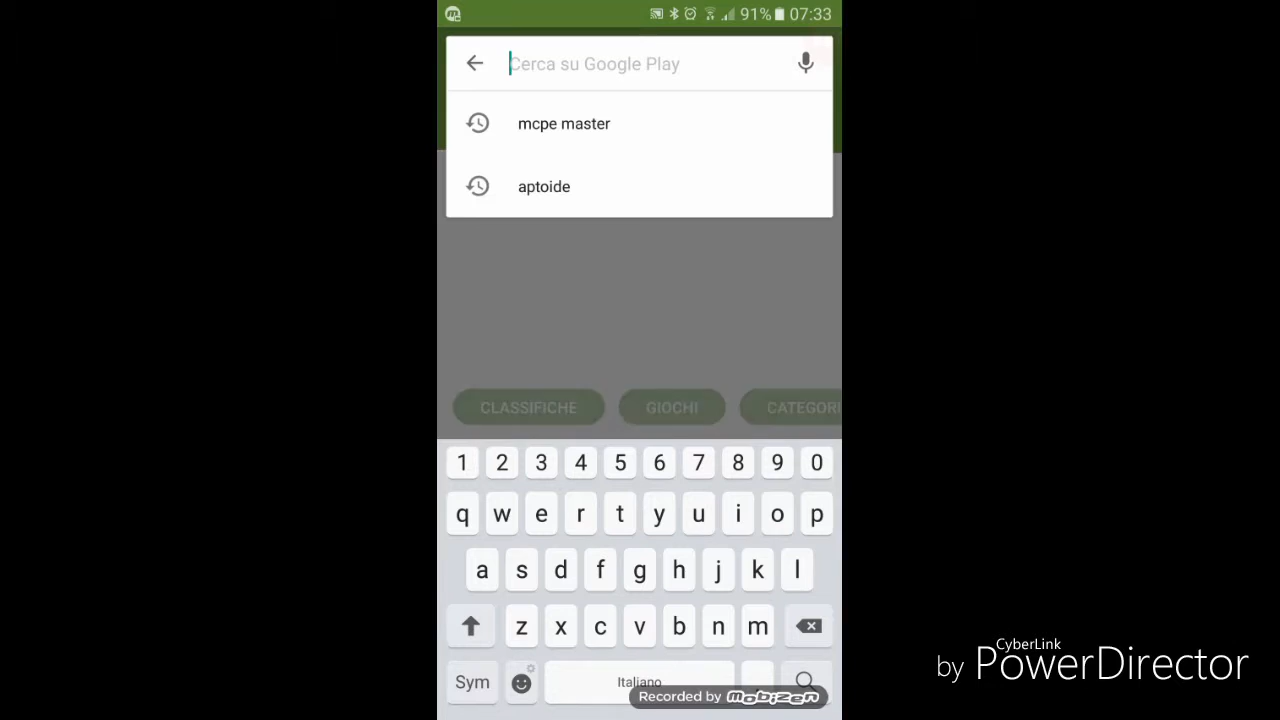 91% 07:33
Cerca su Google Play
mcpe master
aptoide
CLASSIFICHE GIOCHI CATEGORI
1 2 3 4 5 6 7 8 9 0
q w e r t y u i o p
a s d f g h j k l
z x c v b n m
Sym Italiano
Recorded by mobizen
CyberLink
by PowerDirector